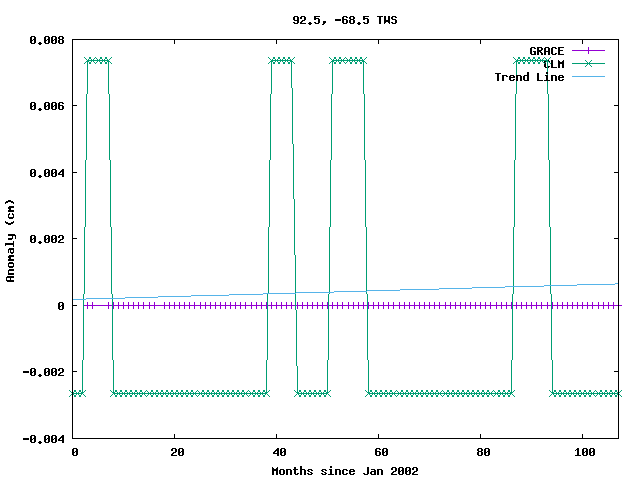 92.5, -68.5 TWS
GRACE
CLM
Trend Line
0.008
0.006
0.004
0.002
0
-0.002
-0.004
Anomaly (cm)
0 20 40 60 80 100
Months since Jan 2002